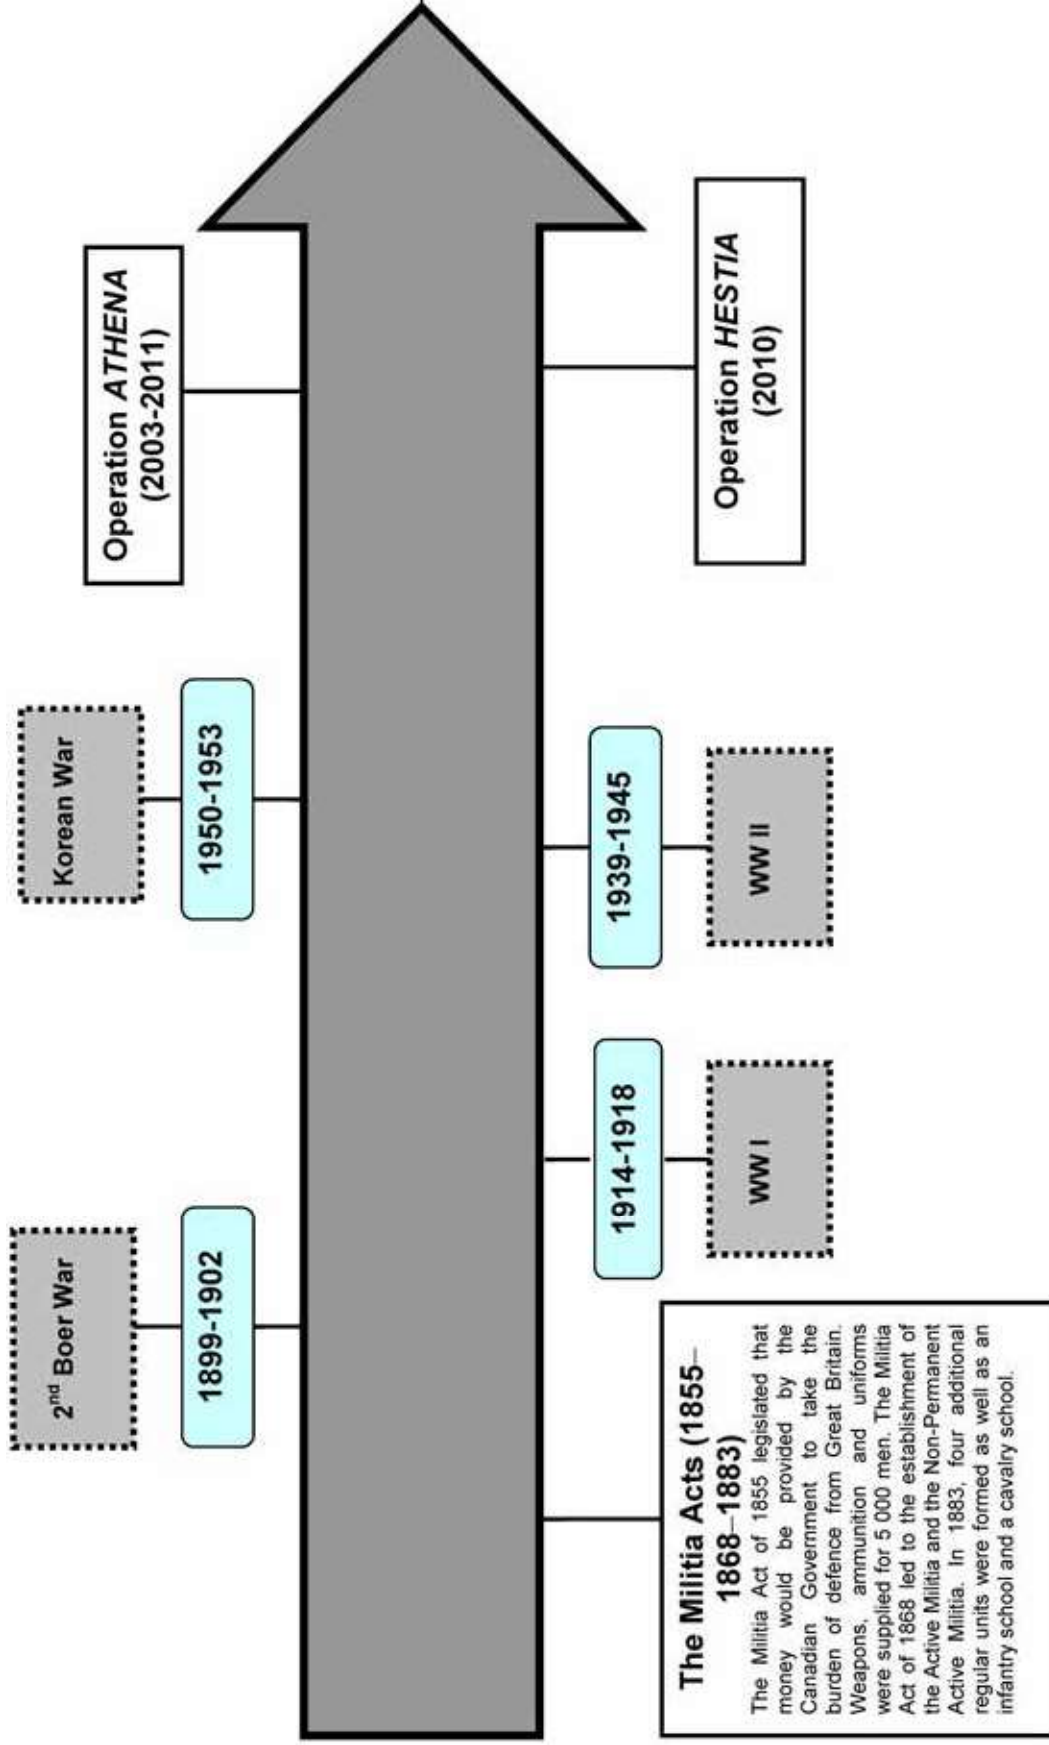 2nd Boer War
1899-1902
Korean War
1950-1953
Operation ATHENA
(2003-2011)
The Militia Acts (1855–
1868–1883)
The Militia Act of 1855 legislated that
money would be provided by the
Canadian Government to take the
burden of defence from Great Britain.
Weapons, ammunition and uniforms
were supplied for 5 000 men. The Militia
Act of 1868 led to the establishment of
the Active Militia and the Non-Permanent
Active Militia. In 1883, four additional
regular units were formed as well as an
infantry school and a cavalry school.
1914-1918
WW I
1939-1945
WW II
Operation HESTIA
(2010)